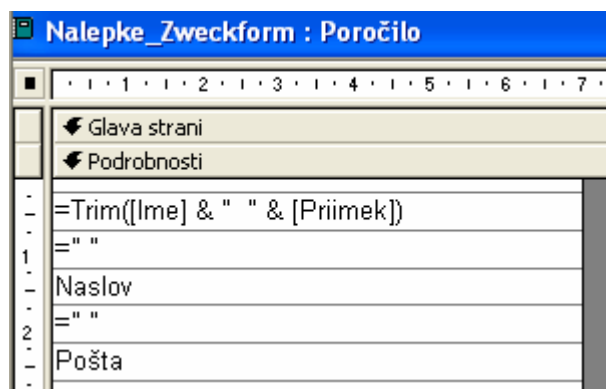 Nalepke_Zweckform : Poročilo
1 2 3 4 5 6 7
Glava strani
Podrobnosti
=Trim([Ime] & "  " & [Priimek])
=" "
1
Naslov
=" "
2
Pošta